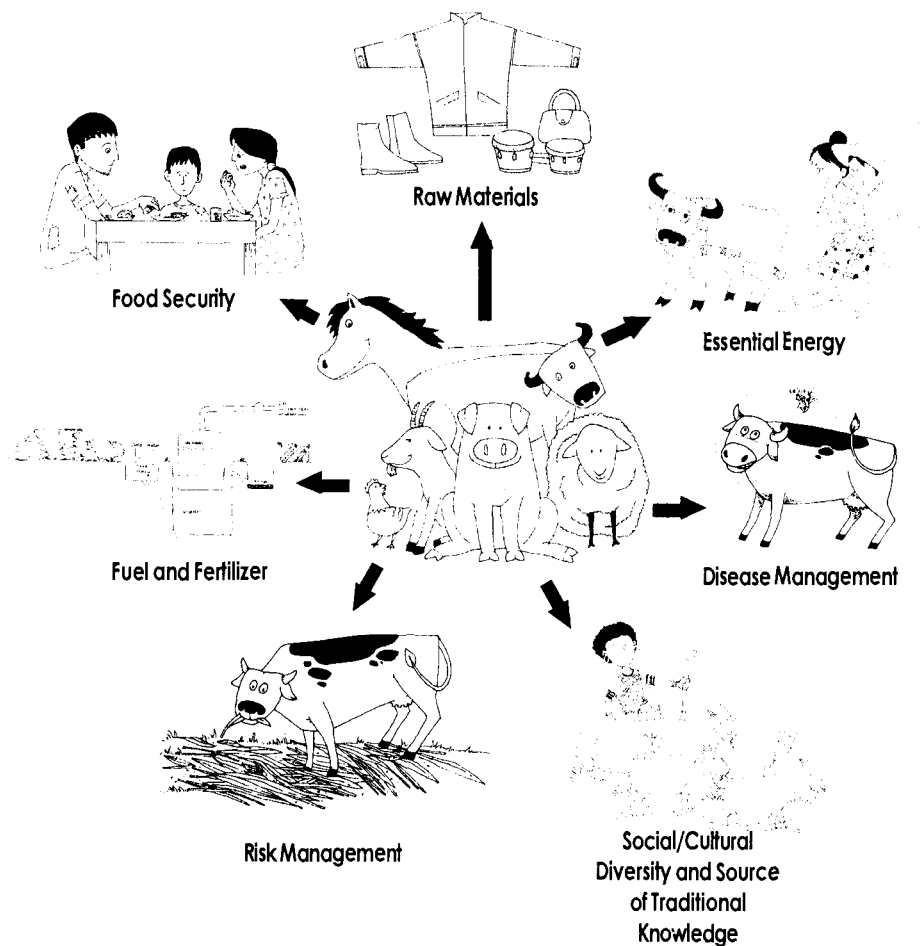 Raw Materials
Food Security
Essential Energy
Fuel and Fertilizer
Disease Management
Risk Management
Social/Cultural
Diversity and Source
of Traditional
Knowledge